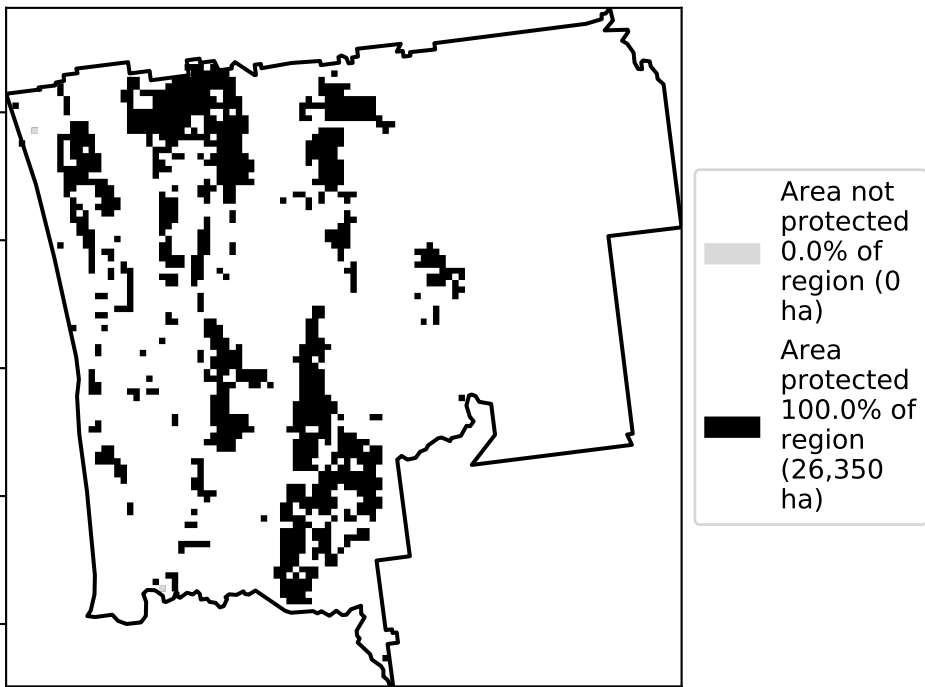 Area not
protected
0.0% of
region (0
ha)
Area
protected
100.0% of
region
(26,350
ha)